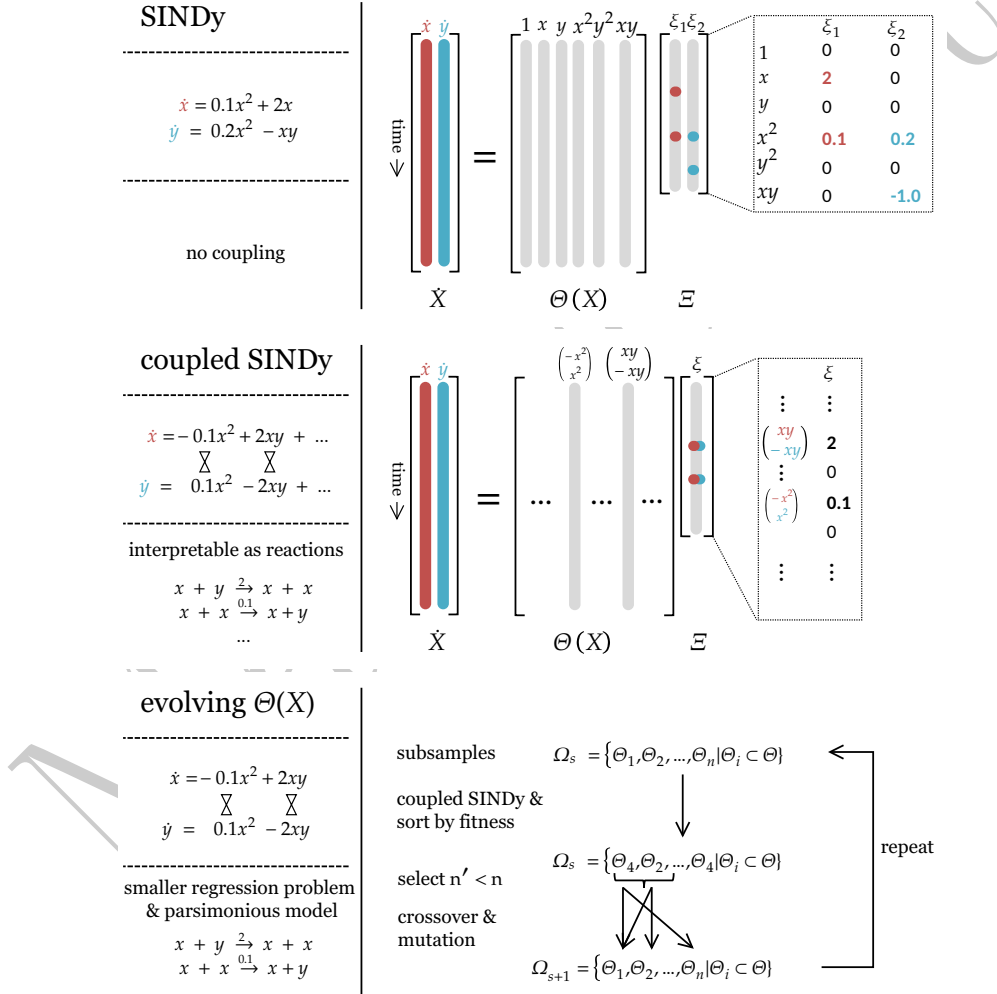 SINDy
ẋ = 0.1x² + 2x
ẏ = 0.2x² − xy
no coupling
ẋ ẏ
time
Ẋ
=
1 x y x² y² xy
Θ(X)
ξ₁ ξ₂
Ξ
ξ₁ ξ₂
1 0 0
x 2 0
y 0 0
x² 0.1 0.2
y² 0 0
xy 0 -1.0
coupled SINDy
ẋ = − 0.1x² + 2xy + ...
ẏ = 0.1x² − 2xy + ...
interpretable as reactions
x + y →² x + x
x + x →⁰·¹ x + y
...
ẋ ẏ
time
Ẋ
=
(−x² x²) (xy −xy)
... ... ...
Θ(X)
ξ
Ξ
ξ
⋮ ⋮
(xy −xy) 2
⋮ 0
(−x² x²) 0.1
0
⋮ ⋮
evolving Θ(X)
ẋ = − 0.1x² + 2xy
ẏ = 0.1x² − 2xy
smaller regression problem
& parsimonious model
x + y →² x + x
x + x →⁰·¹ x + y
subsamples
Ωₛ = {Θ₁,Θ₂, ...,Θₙ|Θᵢ ⊂ Θ}
coupled SINDy &
sort by fitness
Ωₛ = {Θ₄,Θ₂, ...,Θ₄|Θᵢ ⊂ Θ}
select n′ < n
crossover &
mutation
Ωₛ₊₁ = {Θ₁,Θ₂, ...,Θₙ|Θᵢ ⊂ Θ}
repeat